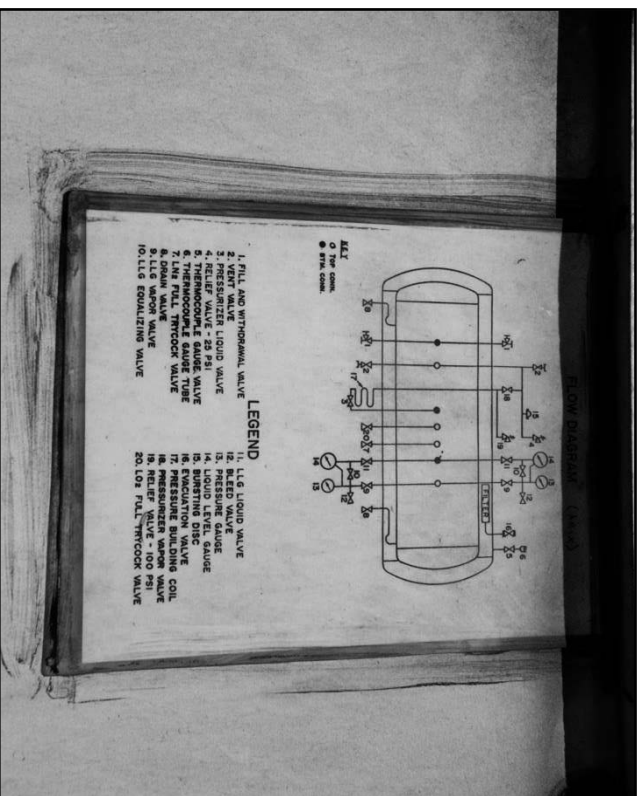 FLOW DIAGRAM
KEY
O TOP CONN.
● BTM. CONN.
FILTER
LEGEND
1. FILL AND WITHDRAWAL VALVE
2. VENT VALVE
3. PRESSURIZER LIQUID VALVE
4. RELIEF VALVE - 25 PSI
5. THERMOCOUPLE GAUGE VALVE
6. THERMOCOUPLE GAUGE TUBE
7. LN₂ FULL TRYCOCK VALVE
8. DRAIN VALVE
9. LLG VAPOR VALVE
10. LLG EQUALIZING VALVE
11. LLG LIQUID VALVE
12. BLEED VALVE
13. PRESSURE GAUGE
14. LIQUID LEVEL GAUGE
15. BURSTING DISC
16. EVACUATION VALVE
17. PRESSURE BUILDING COIL
18. PRESSURIZER VAPOR VALVE
19. RELIEF VALVE - 100 PSI
20. LO₂ FULL TRYCOCK VALVE